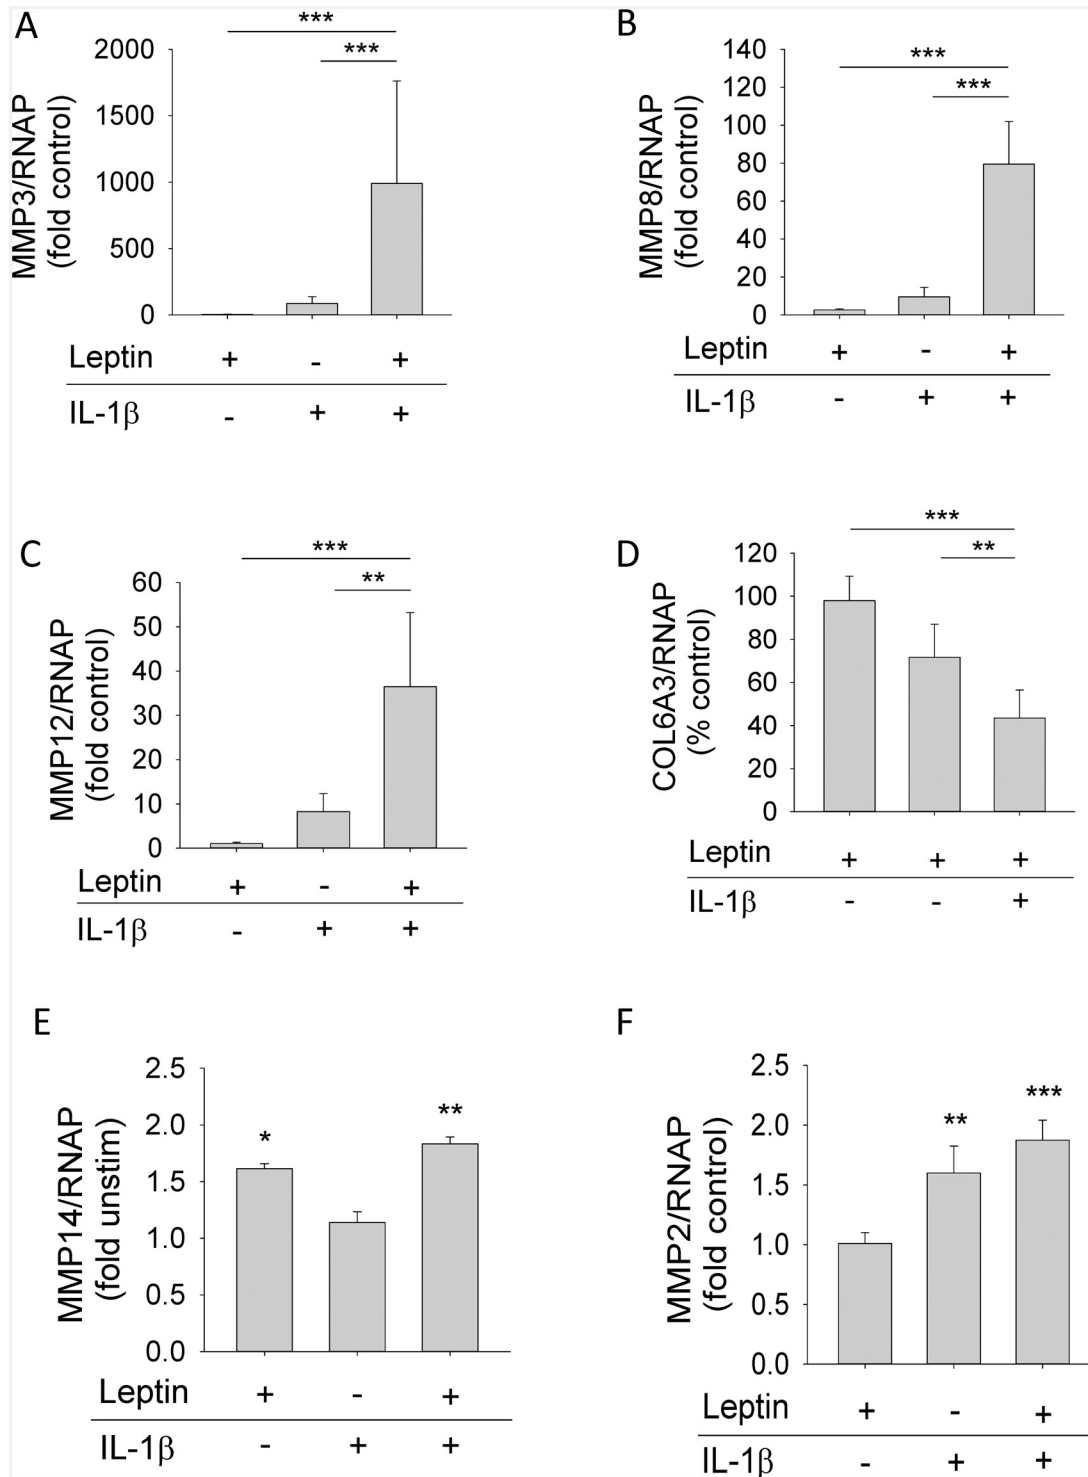 A
***
***
2000
1500
1000
500
0
MMP3/RNAP
(fold control)
Leptin + - +
IL-1β - + +
B
***
***
140
120
100
80
60
40
20
0
MMP8/RNAP
(fold control)
Leptin + - +
IL-1β - + +
C
***
**
60
50
40
30
20
10
0
MMP12/RNAP
(fold control)
Leptin + - +
IL-1β - + +
D
***
**
120
100
80
60
40
20
0
COL6A3/RNAP
(% control)
Leptin + + +
IL-1β - - +
E
2.5
2.0
1.5
1.0
0.5
0.0
* **
MMP14/RNAP
(fold unstim)
Leptin + - +
IL-1β - + +
F
2.5
2.0
1.5
1.0
0.5
0.0
** ***
MMP2/RNAP
(fold control)
Leptin + - +
IL-1β - + +